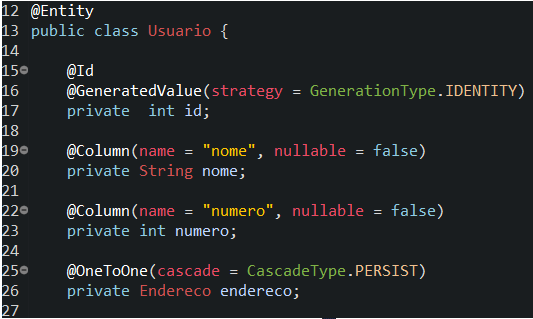 12 @Entity
13 public class Usuario {
14
15 @Id
16 @GeneratedValue(strategy = GenerationType.IDENTITY)
17 private  int id;
18
19 @Column(name = "nome", nullable = false)
20 private String nome;
21
22 @Column(name = "numero", nullable = false)
23 private int numero;
24
25 @OneToOne(cascade = CascadeType.PERSIST)
26 private Endereco endereco;
27